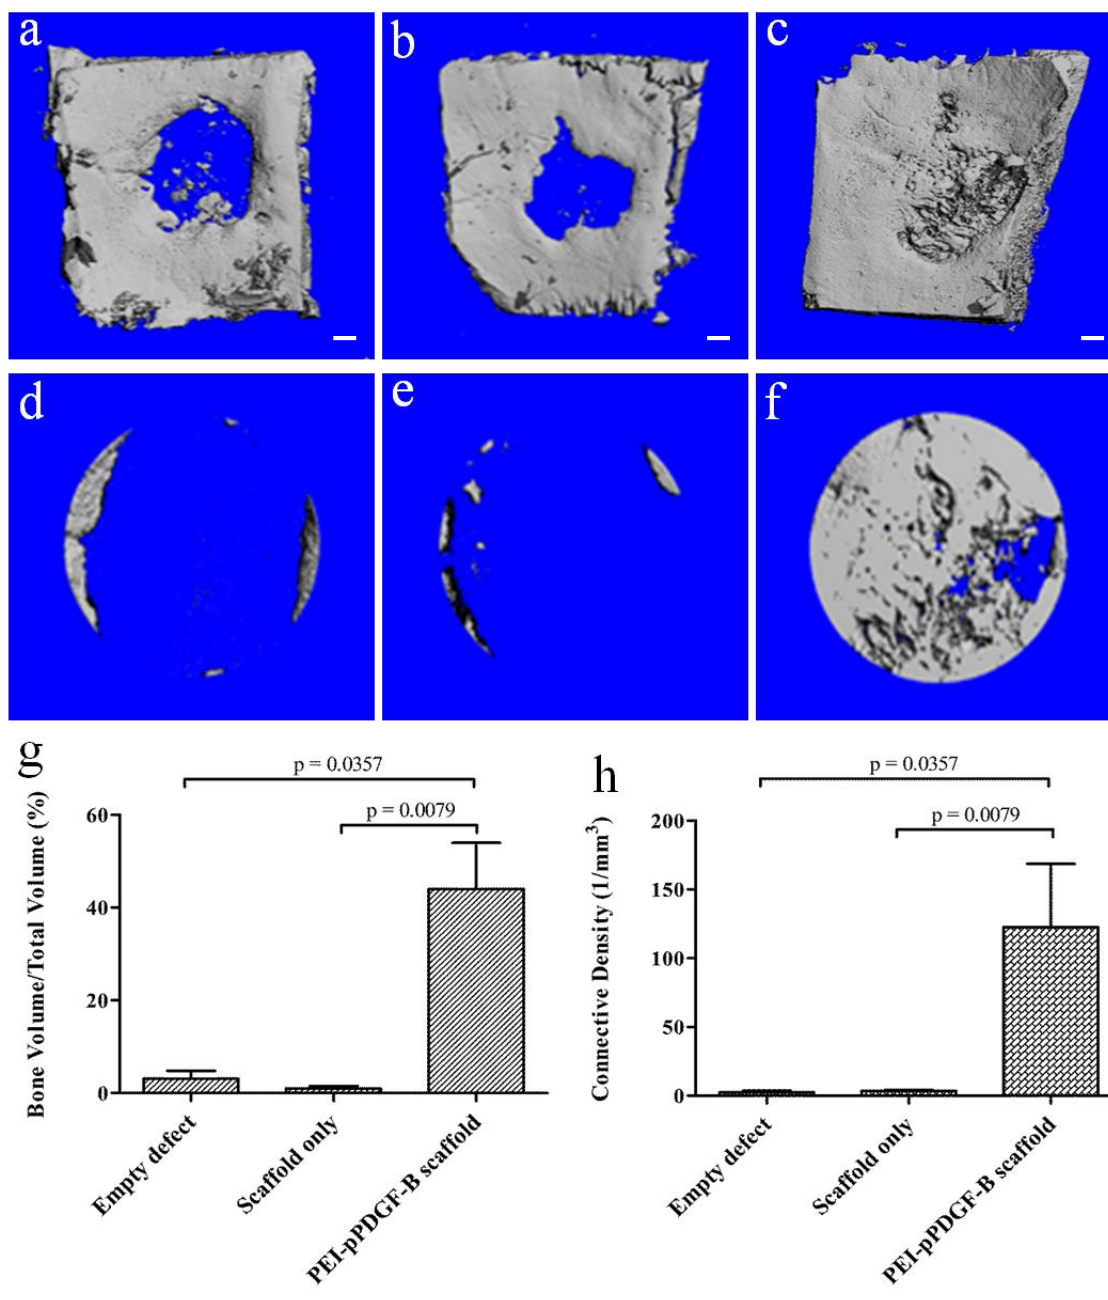 a
b
c
d
e
f
g
h
p = 0.0357
p = 0.0079
Bone Volume/Total Volume (%)
60
40
20
0
Empty defect
Scaffold only
PEI-pPDGF-B scaffold
p = 0.0357
p = 0.0079
Connective Density (1/mm³)
200
150
100
50
0
Empty defect
Scaffold only
PEI-pPDGF-B scaffold